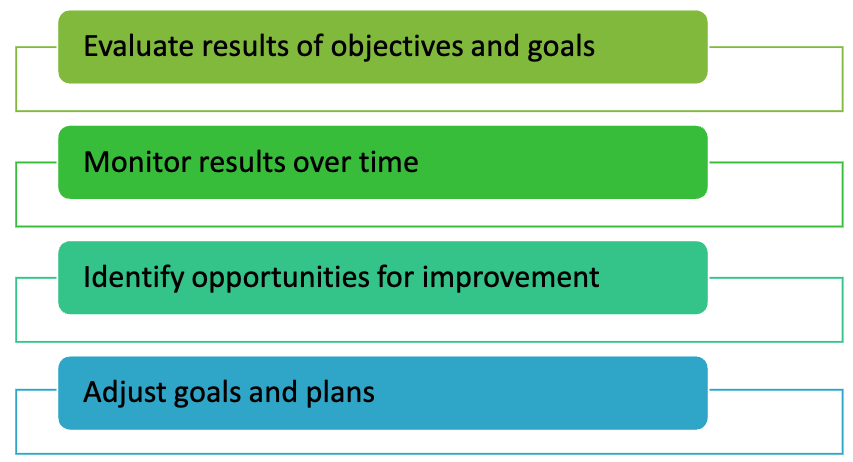 Evaluate results of objectives and goals
Monitor results over time
Identify opportunities for improvement
Adjust goals and plans